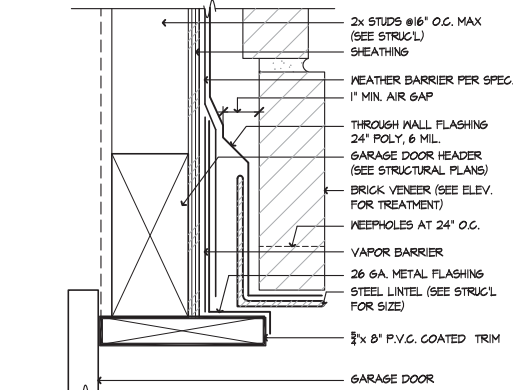 2x STUDS @16" O.C. MAX
(SEE STRUC'L)
SHEATHING
WEATHER BARRIER PER SPEC.
1" MIN. AIR GAP
THROUGH WALL FLASHING
24" POLY, 6 MIL.
GARAGE DOOR HEADER
(SEE STRUCTURAL PLANS)
BRICK VENEER (SEE ELEV.
FOR TREATMENT)
WEEPHOLES AT 24" O.C.
VAPOR BARRIER
26 GA. METAL FLASHING
STEEL LINTEL (SEE STRUC'L
FOR SIZE)
5/4"x 8" P.V.C. COATED TRIM
GARAGE DOOR